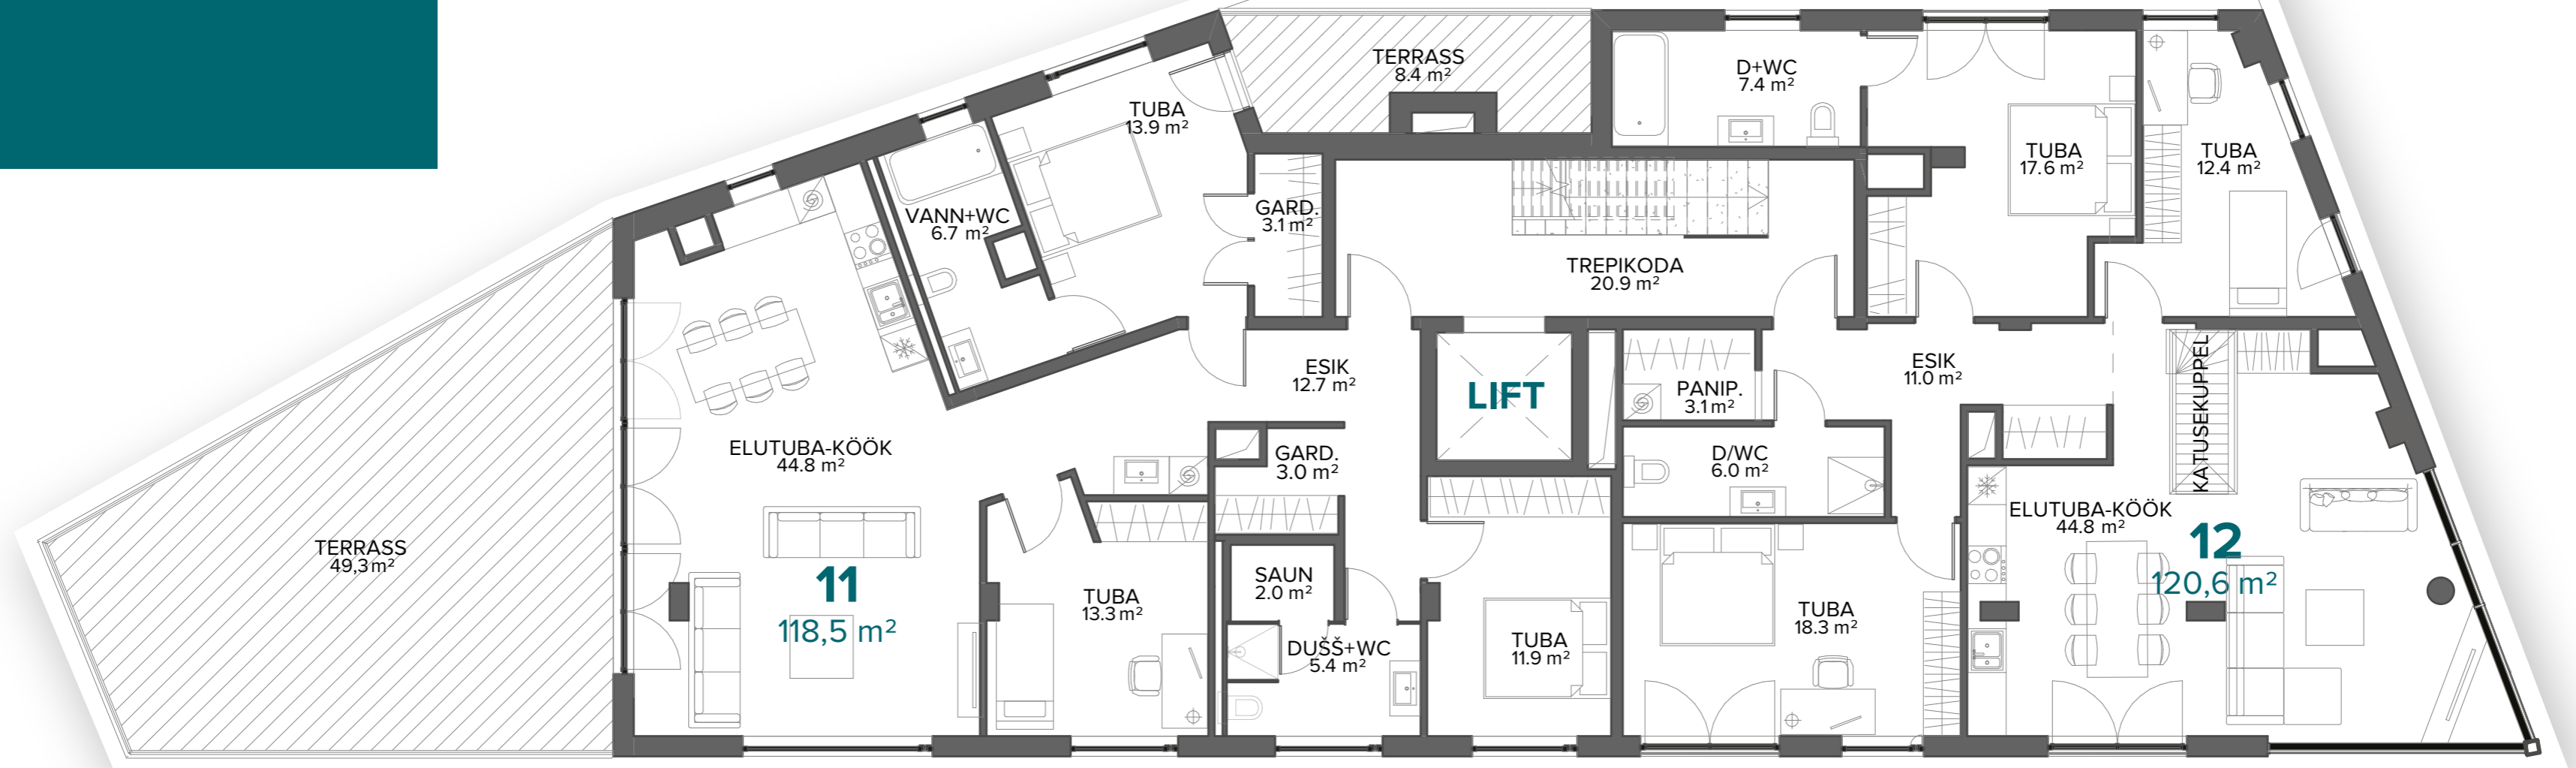 TERRASS
8.4 m²
D+WC
7.4 m²
TUBA
13.9 m²
TUBA
17.6 m²
TUBA
12.4 m²
VANN+WC
6.7 m²
GARD.
3.1 m²
TREPIKODA
20.9 m²
ESIK
12.7 m²
LIFT
PANIP.
3.1 m²
ESIK
11.0 m²
KATUSEKUPPEL
ELUTUBA-KÖÖK
44.8 m²
GARD.
3.0 m²
D/WC
6.0 m²
ELUTUBA-KÖÖK
44.8 m²
12
120,6 m²
TERRASS
49,3 m²
11
118,5 m²
TUBA
13.3 m²
SAUN
2.0 m²
DUŠŠ+WC
5.4 m²
TUBA
11.9 m²
TUBA
18.3 m²